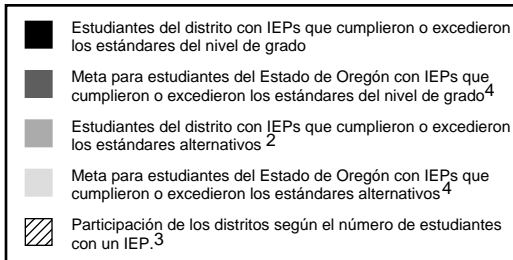 Estudiantes del distrito con IEPs que cumplieron o excedieron
los estándares del nivel de grado
Meta para estudiantes del Estado de Oregón con IEPs que
cumplieron o excedieron los estándares del nivel de grado4
Estudiantes del distrito con IEPs que cumplieron o excedieron
los estándares alternativos 2
Meta para estudiantes del Estado de Oregón con IEPs que
cumplieron o excedieron los estándares alternativos4
Participación de los distritos según el número de estudiantes
con un IEP.3